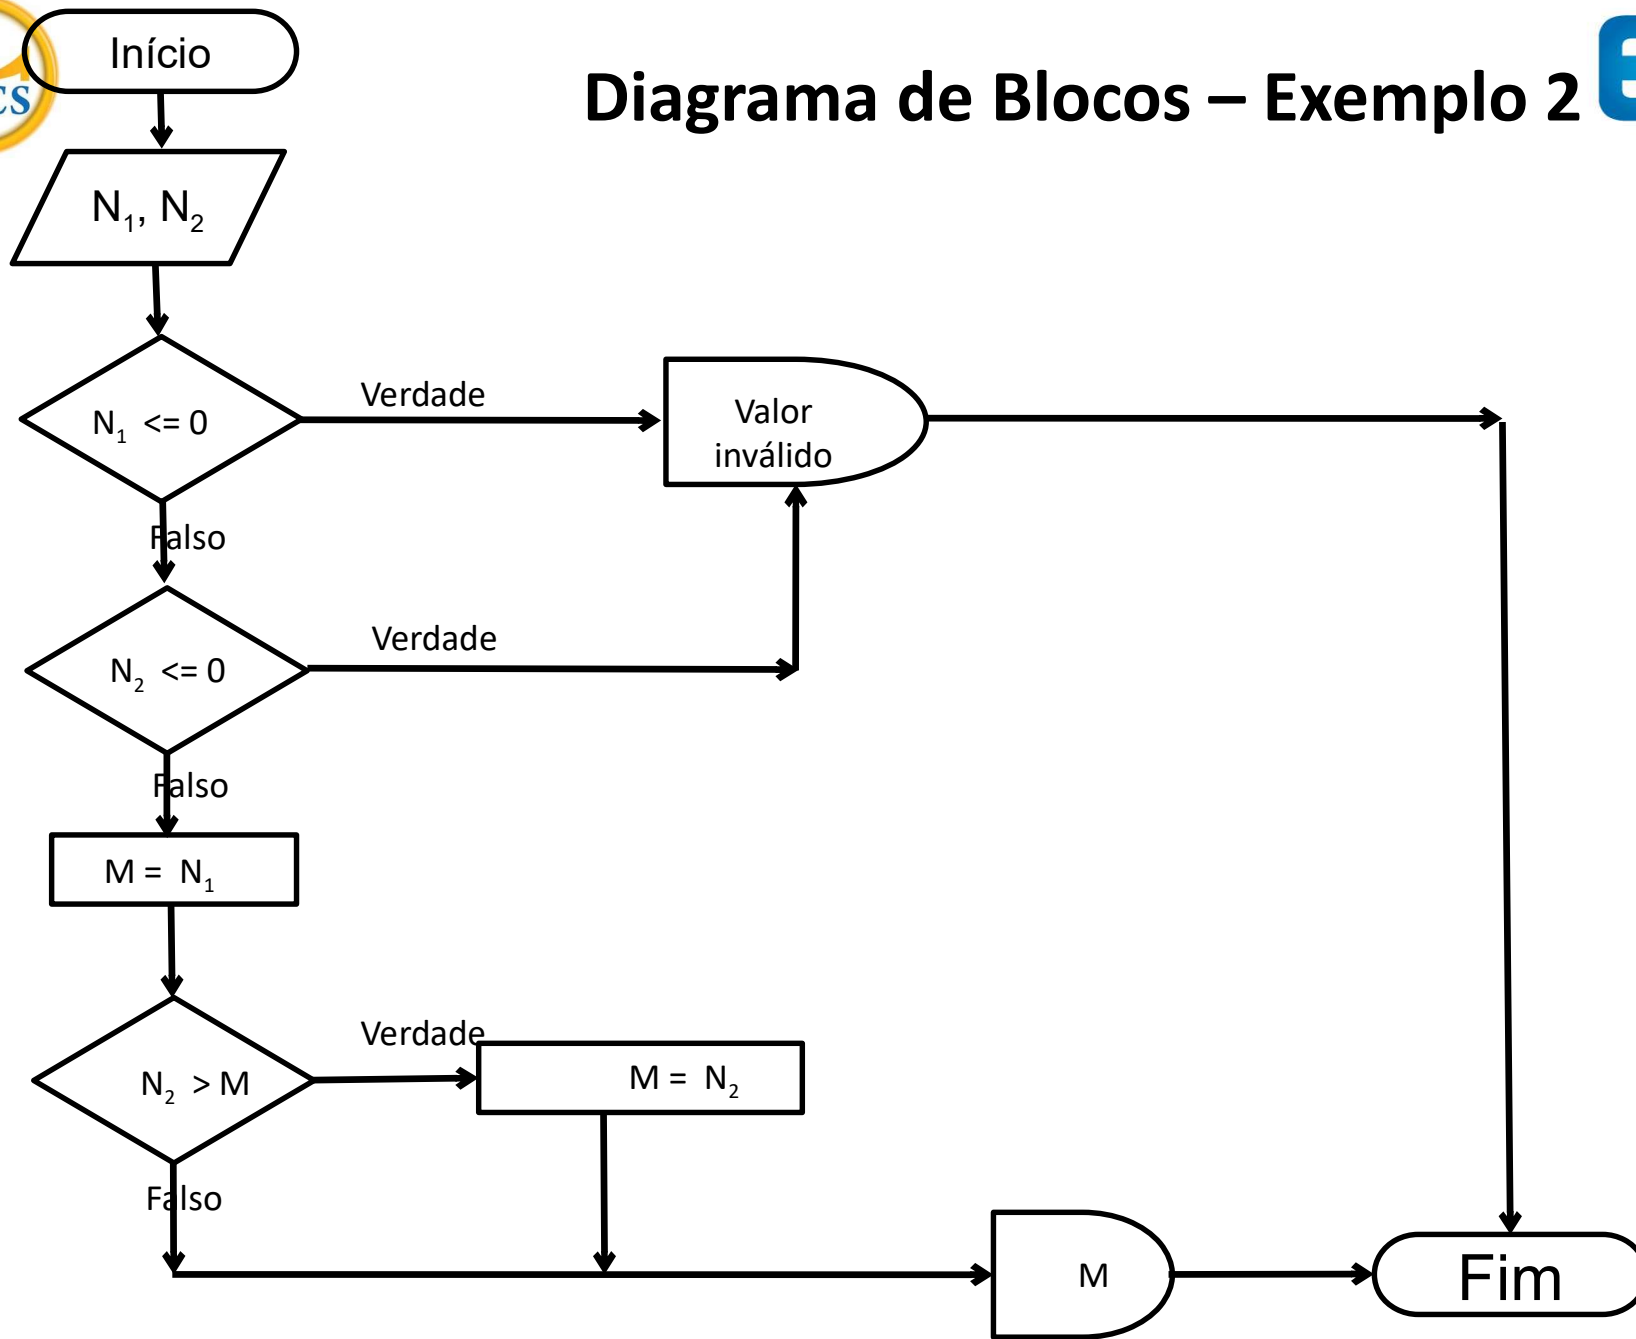 Início
Diagrama de Blocos – Exemplo 2
N₁, N₂
Verdade
N₁ <= 0
Valor
inválido
Falso
Verdade
N₂ <= 0
Falso
M = N₁
Verdade
N₂ > M
M = N₂
Falso
M
Fim